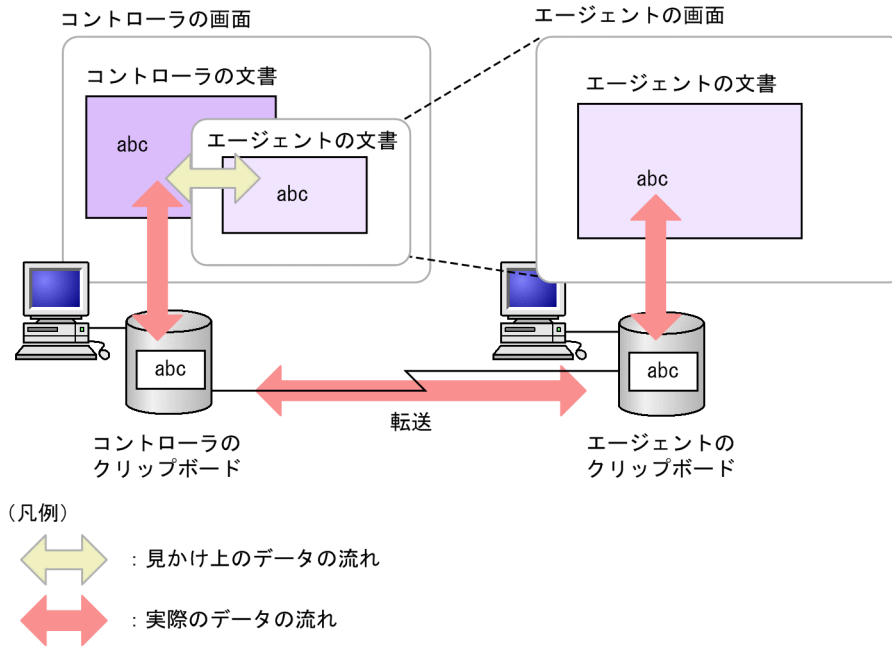 コントローラの画面
エージェントの画面
コントローラの文書
エージェントの文書
エージェントの文書
abc
abc
abc
abc
abc
転送
コントローラの
クリップボード
エージェントの
クリップボード
（凡例）
：見かけ上のデータの流れ
：実際のデータの流れ